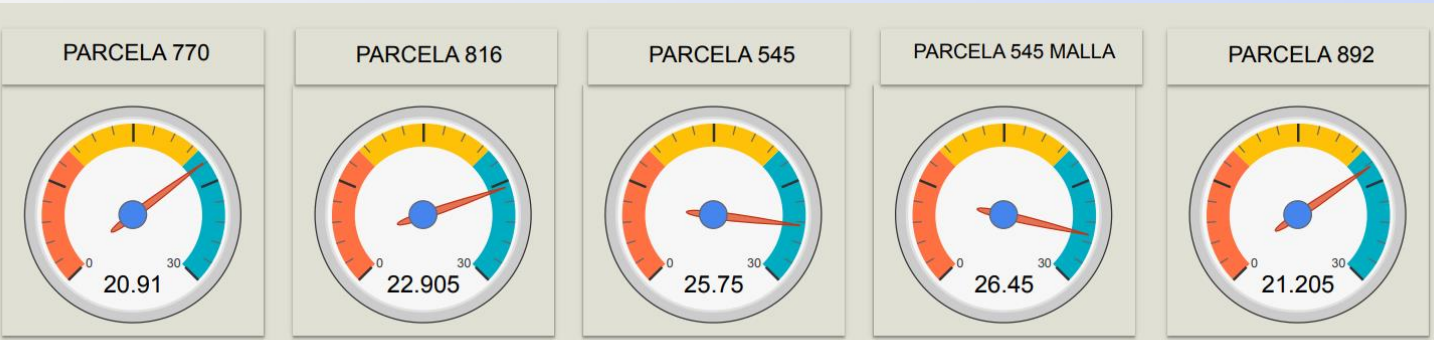 PARCELA 770
PARCELA 816
PARCELA 545
PARCELA 545 MALLA
PARCELA 892
0 30
20.91
0 30
22.905
0 30
25.75
0 30
26.45
0 30
21.205